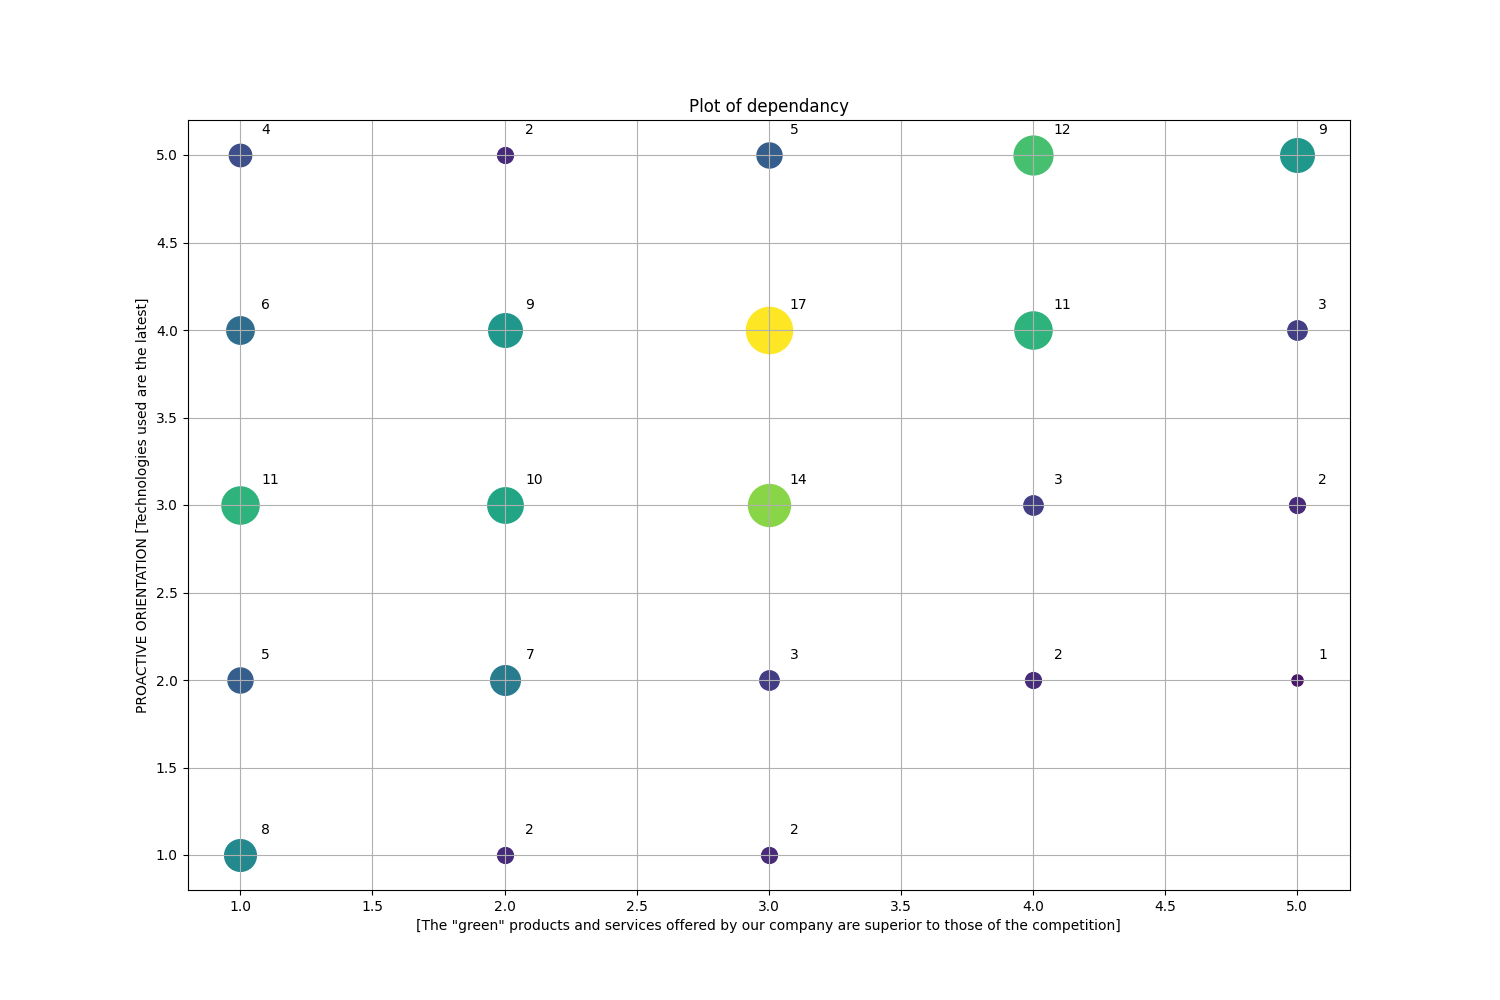 Plot of dependancy
4 2 5 12 9
5.0
4.5
6 9 17 11 3
4.0
3.5
11 10 14 3 2
3.0
2.5
5 7 3 2 1
2.0
1.5
8 2 2
1.0
PROACTIVE ORIENTATION [Technologies used are the latest]
1.0 1.5 2.0 2.5 3.0 3.5 4.0 4.5 5.0
[The "green" products and services offered by our company are superior to those of the competition]